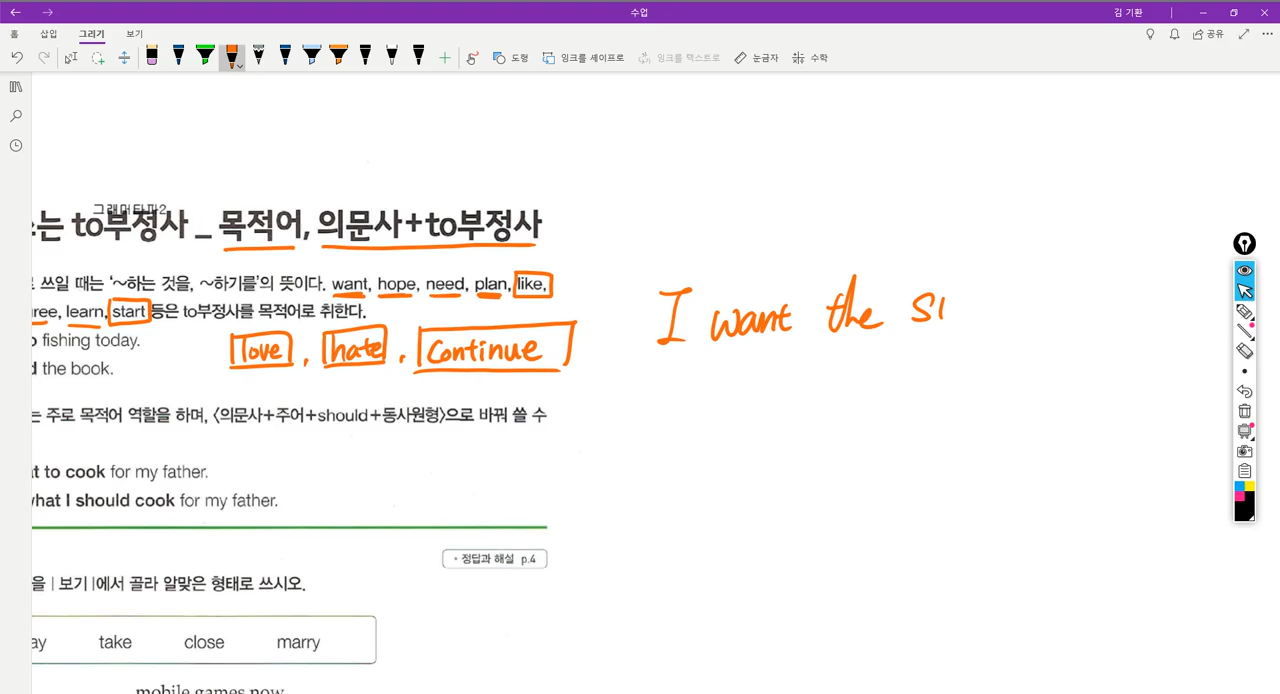 수업
김 기환
홈 삽입 그리기 보기
공유
도형 잉크를 셰이프로 잉크를 텍스트로 눈금자 수학
그래머타파2
는 to부정사 _ 목적어, 의문사+to부정사
쓰일 때는 '~하는 것을, ~하기를'의 뜻이다. want, hope, need, plan, like,
ree, learn, start 등은 to부정사를 목적어로 취한다.
I want the
fishing today.
love, hate, Continue
the book.
는 주로 목적어 역할을 하며, 〈의문사+주어+should+동사원형〉으로 바꿔 쓸 수
at to cook for my father.
what I should cook for my father.
정답과 해설 p.4
을 | 보기 |에서 골라 알맞은 형태로 쓰시오.
ay take close marry
mobile games now